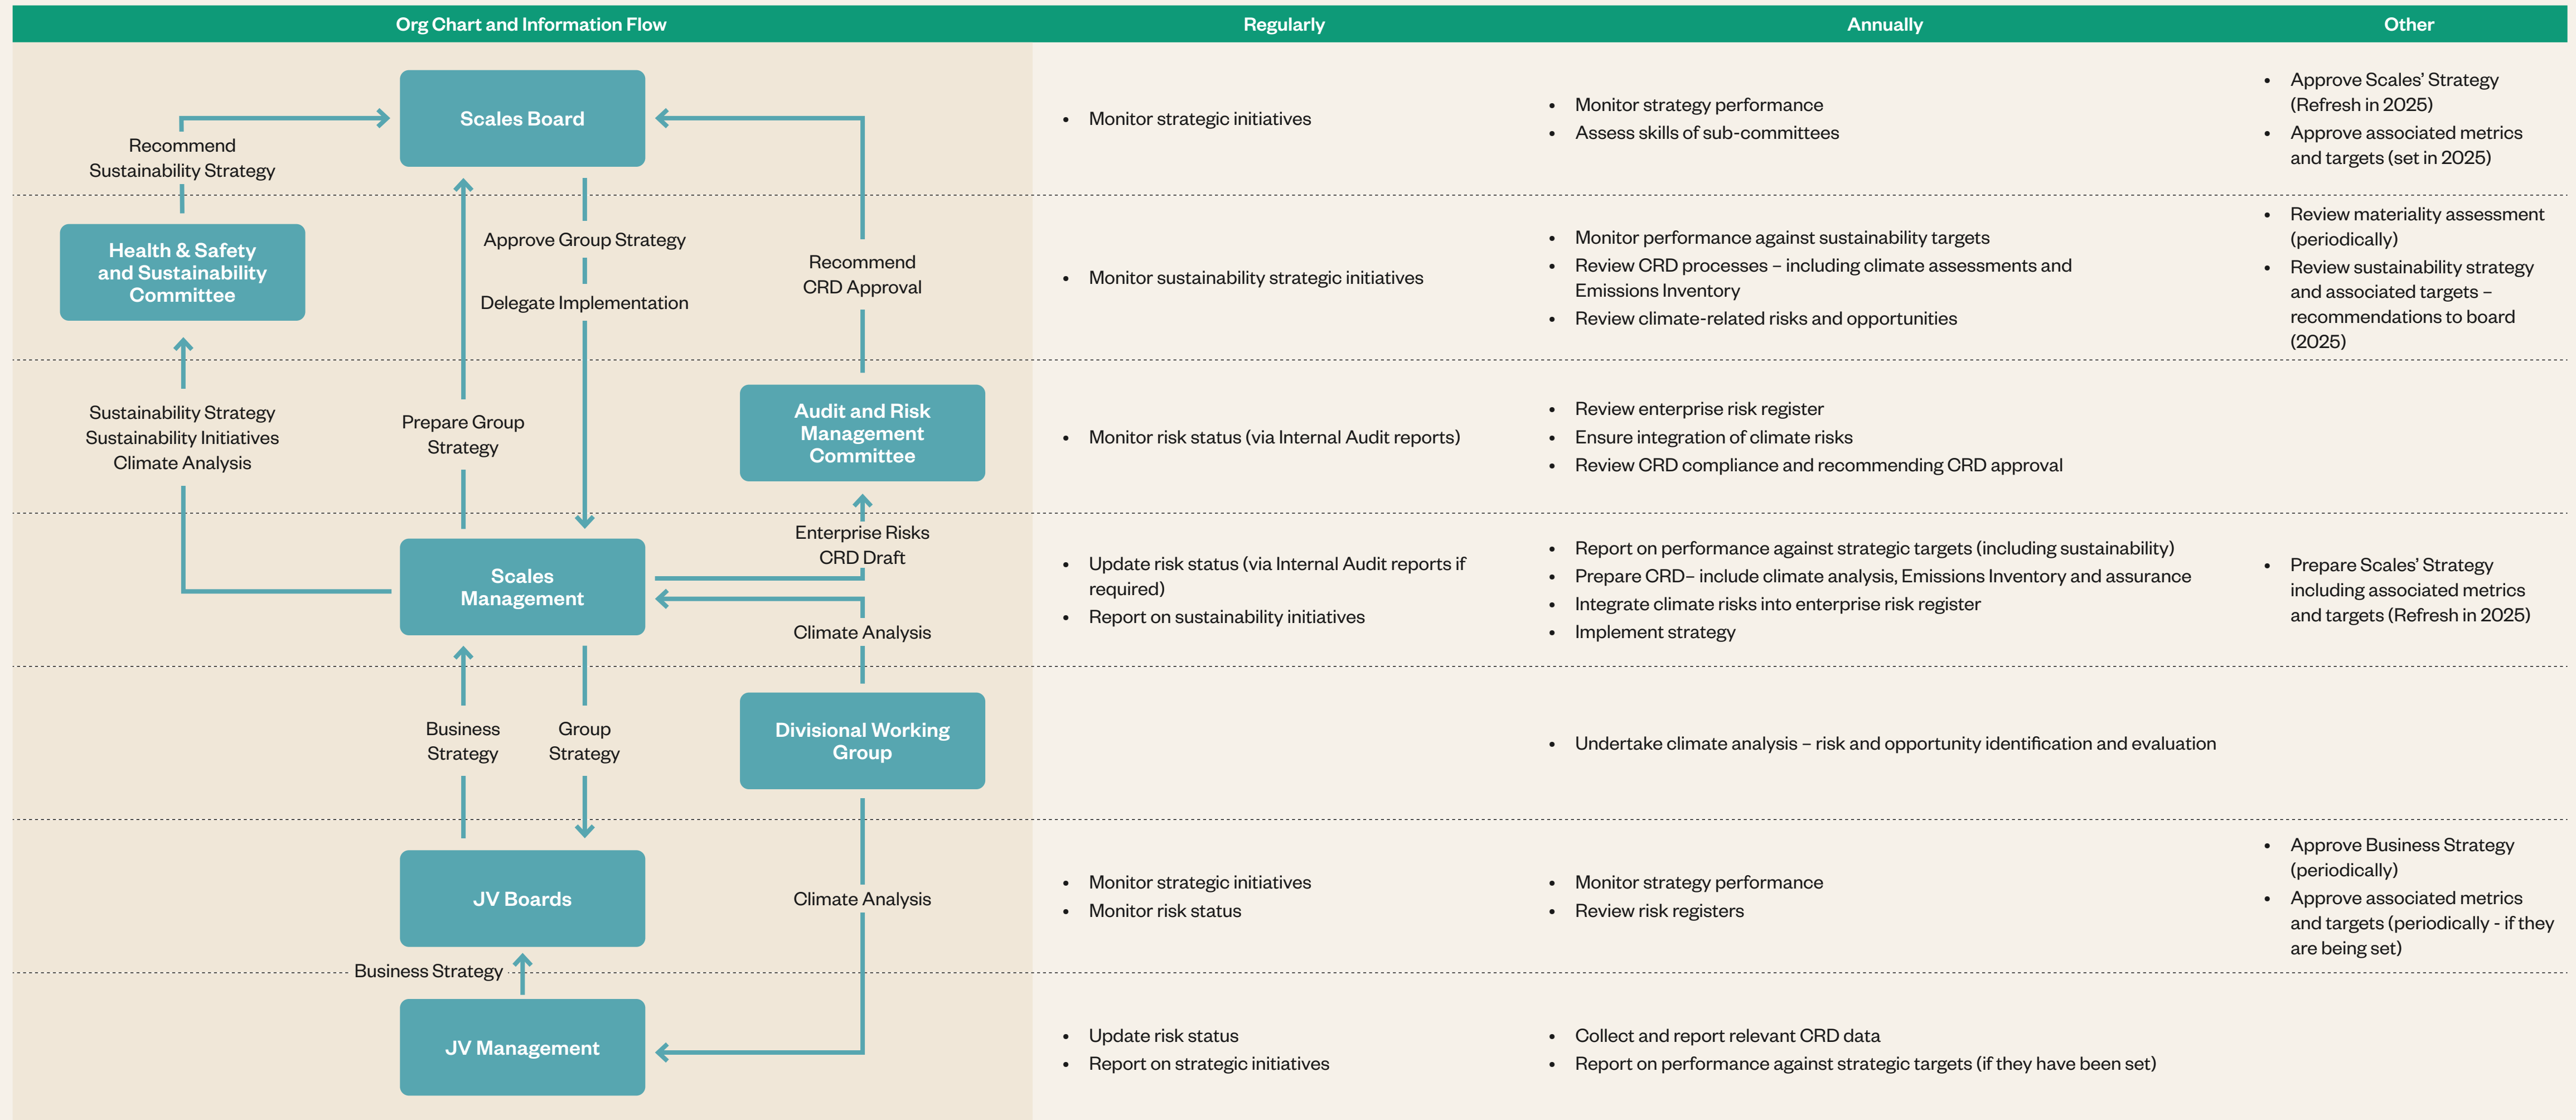 Org Chart and Information Flow
Regularly
Annually
Other
Scales Board
Recommend
Sustainability Strategy
• Monitor strategic initiatives
• Monitor strategy performance
• Assess skills of sub-committees
• Approve Scales’ Strategy
(Refresh in 2025)
• Approve associated metrics
and targets (set in 2025)
Health & Safety
and Sustainability
Committee
Approve Group Strategy
Delegate Implementation
Recommend
CRD Approval
• Monitor sustainability strategic initiatives
• Monitor performance against sustainability targets
• Review CRD processes – including climate assessments and
Emissions Inventory
• Review climate-related risks and opportunities
• Review materiality assessment
(periodically)
• Review sustainability strategy
and associated targets –
recommendations to board
(2025)
Sustainability Strategy
Sustainability Initiatives
Climate Analysis
Prepare Group
Strategy
Audit and Risk
Management
Committee
• Monitor risk status (via Internal Audit reports)
• Review enterprise risk register
• Ensure integration of climate risks
• Review CRD compliance and recommending CRD approval
Scales
Management
Enterprise Risks
CRD Draft
Climate Analysis
• Update risk status (via Internal Audit reports if
required)
• Report on sustainability initiatives
• Report on performance against strategic targets (including sustainability)
• Prepare CRD– include climate analysis, Emissions Inventory and assurance
• Integrate climate risks into enterprise risk register
• Implement strategy
• Prepare Scales’ Strategy
including associated metrics
and targets (Refresh in 2025)
Business
Strategy
Group
Strategy
Divisional Working
Group
• Undertake climate analysis – risk and opportunity identification and evaluation
JV Boards
Climate Analysis
• Monitor strategic initiatives
• Monitor risk status
• Monitor strategy performance
• Review risk registers
• Approve Business Strategy
(periodically)
• Approve associated metrics
and targets (periodically - if they
are being set)
Business Strategy
JV Management
• Update risk status
• Report on strategic initiatives
• Collect and report relevant CRD data
• Report on performance against strategic targets (if they have been set)